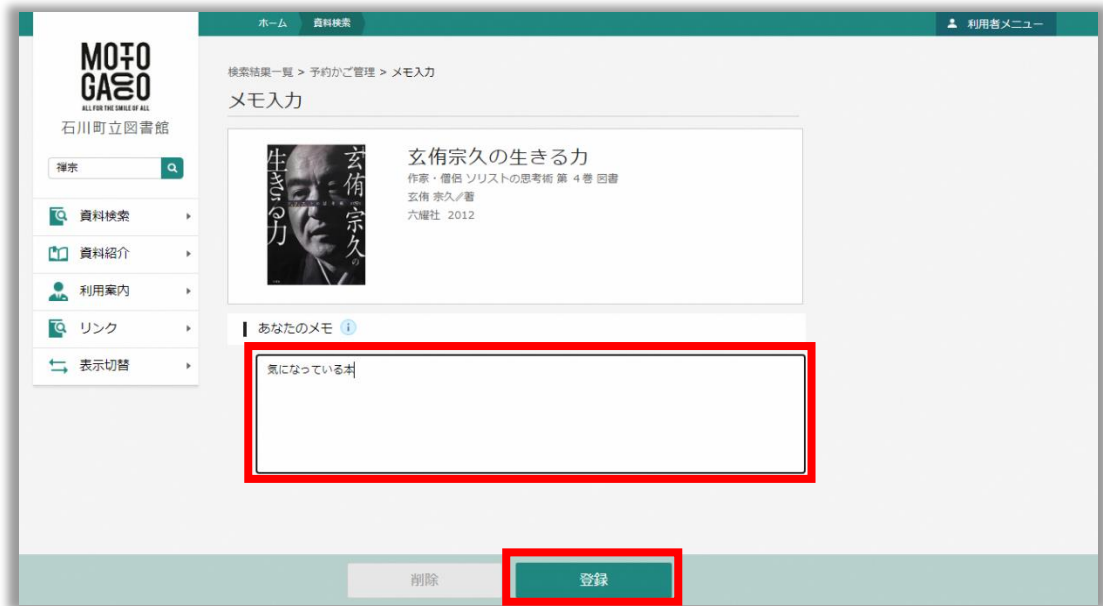 ホーム 資料検索 利用者メニュー
MOTO
GACCO
ALL FOR THE SMILE OF ALL
石川町立図書館
禅宗
資料検索
資料紹介
利用案内
リンク
表示切替
検索結果一覧 > 予約かご管理 > メモ入力
メモ入力
玄侑宗久の
生きる力
玄侑宗久の生きる力
作家・僧侶 ソリストの思考術 第 4 巻 図書
玄侑 宗久／著
六耀社 2012
あなたのメモ
気になっている本
削除 登録